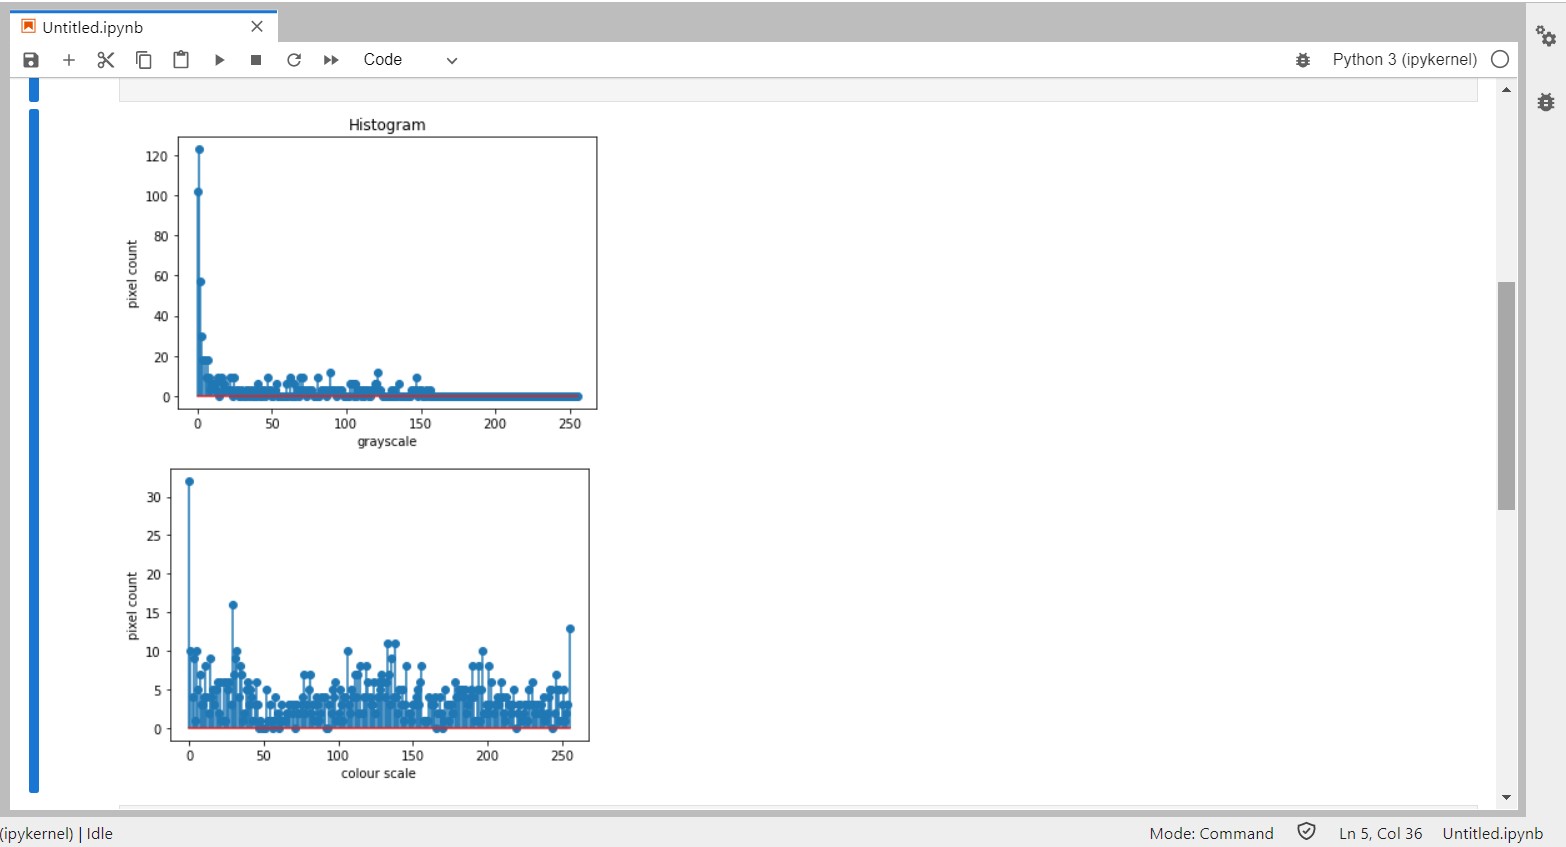 Untitled.ipynb
Code
Python 3 (ipykernel)
Histogram
120
100
80
60
40
20
0
pixel count
0 50 100 150 200 250
grayscale
30
25
20
15
10
5
0
pixel count
0 50 100 150 200 250
colour scale
(ipykernel) | Idle
Mode: Command Ln 5, Col 36 Untitled.ipynb